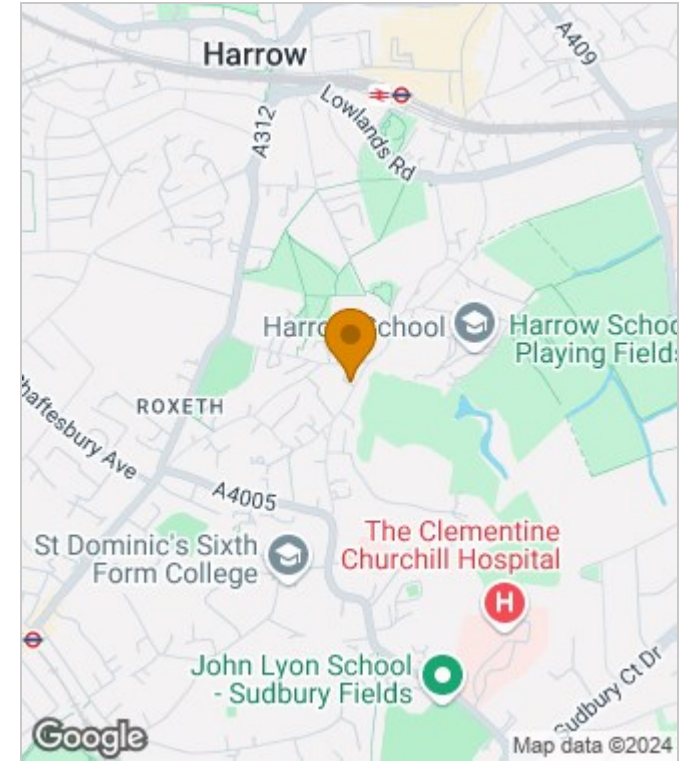 Harrow
A409
Lowlands Rd
A312
Harrow School
Harrow School
Playing Fields
ROXETH
Shaftesbury Ave
A4005
The Clementine
Churchill Hospital
St Dominic's Sixth
Form College
H
John Lyon School
- Sudbury Fields
Sudbury Ct Dr
Google
Map data ©2024